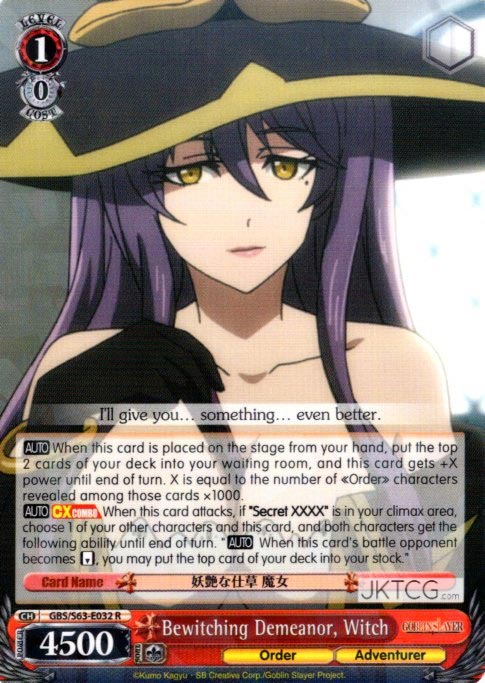 LEVEL
1
0
COST
I'll give you... something... even better.
AUTO When this card is placed on the stage from your hand, put the top
2 cards of your deck into your waiting room, and this card gets +X
power until end of turn. X is equal to the number of «Order» characters
revealed among those cards ×1000.
AUTO CXCOMBO When this card attacks, if "Secret XXXX" is in your climax area,
choose 1 of your other characters and this card, and both characters get the
following ability until end of turn. "AUTO When this card's battle opponent
becomes, you may put the top card of your deck into your stock."
Card Name 妖艶な仕草 魔女
JKTCG.com
CH GBS/S63-E032 R
POWER 4500 SOUL Bewitching Demeanor, Witch GOBLIN SLAYER
Order Adventurer
©Kumo Kagyu・SB Creative Corp./Goblin Slayer Project.